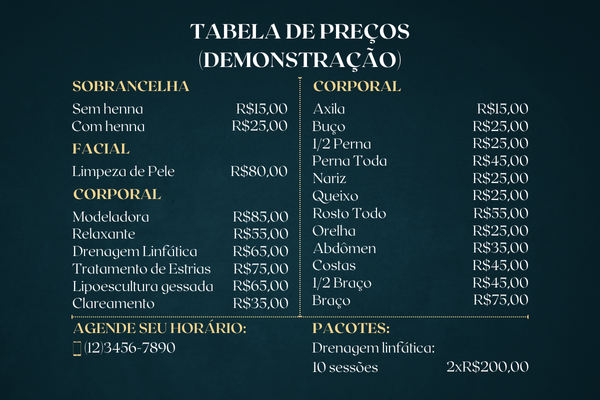 TABELA DE PREÇOS
(DEMONSTRAÇÃO)
SOBRANCELHA
Sem henna R$15,00
Com henna R$25,00
FACIAL
Limpeza de Pele R$80,00
CORPORAL
Modeladora R$85,00
Relaxante R$55,00
Drenagem Linfática R$65,00
Tratamento de Estrias R$75,00
Lipoescultura gessada R$65,00
Clareamento R$35,00
CORPORAL
Axila R$15,00
Buço R$25,00
1/2 Perna R$25,00
Perna Toda R$45,00
Nariz R$25,00
Queixo R$25,00
Rosto Todo R$55,00
Orelha R$25,00
Abdômen R$35,00
Costas R$45,00
1/2 Braço R$45,00
Braço R$75,00
AGENDE SEU HORÁRIO:
(12)3456-7890
PACOTES:
Drenagem linfática:
10 sessões 2xR$200,00